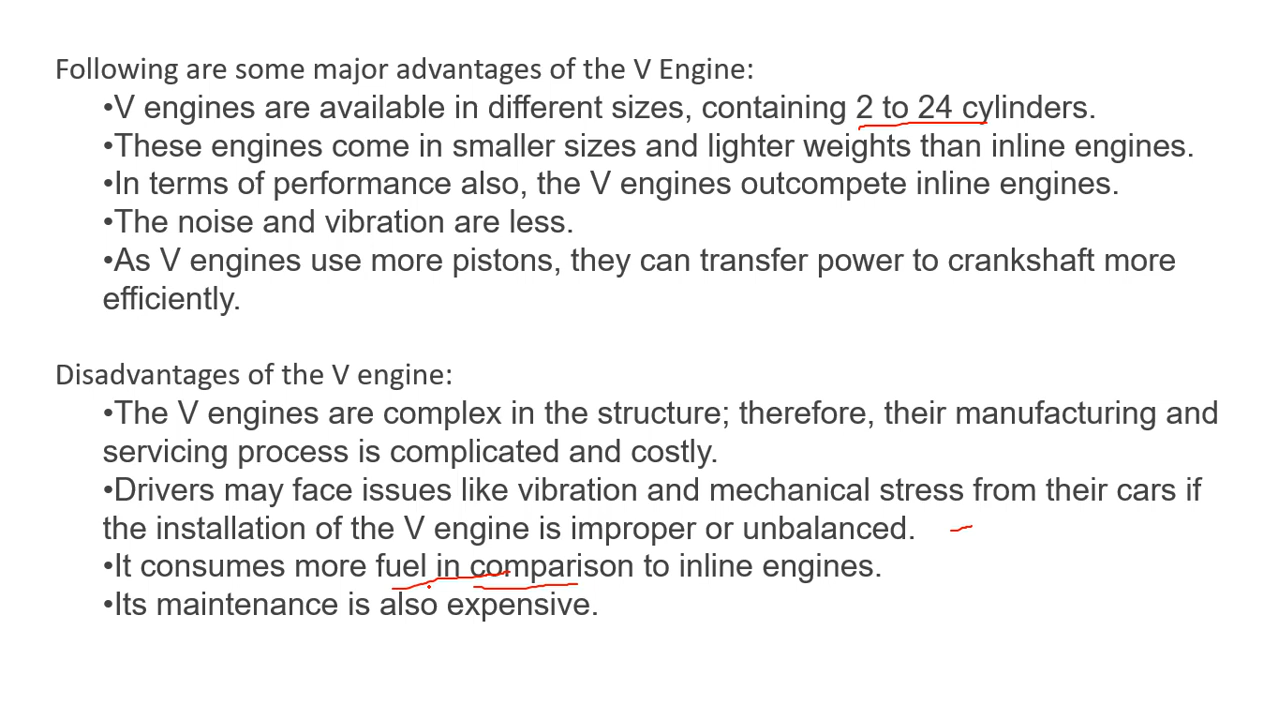 Following are some major advantages of the V Engine:
•V engines are available in different sizes, containing 2 to 24 cylinders.
•These engines come in smaller sizes and lighter weights than inline engines.
•In terms of performance also, the V engines outcompete inline engines.
•The noise and vibration are less.
•As V engines use more pistons, they can transfer power to crankshaft more
efficiently.
Disadvantages of the V engine:
•The V engines are complex in the structure; therefore, their manufacturing and
servicing process is complicated and costly.
•Drivers may face issues like vibration and mechanical stress from their cars if
the installation of the V engine is improper or unbalanced.
•It consumes more fuel in comparison to inline engines.
•Its maintenance is also expensive.